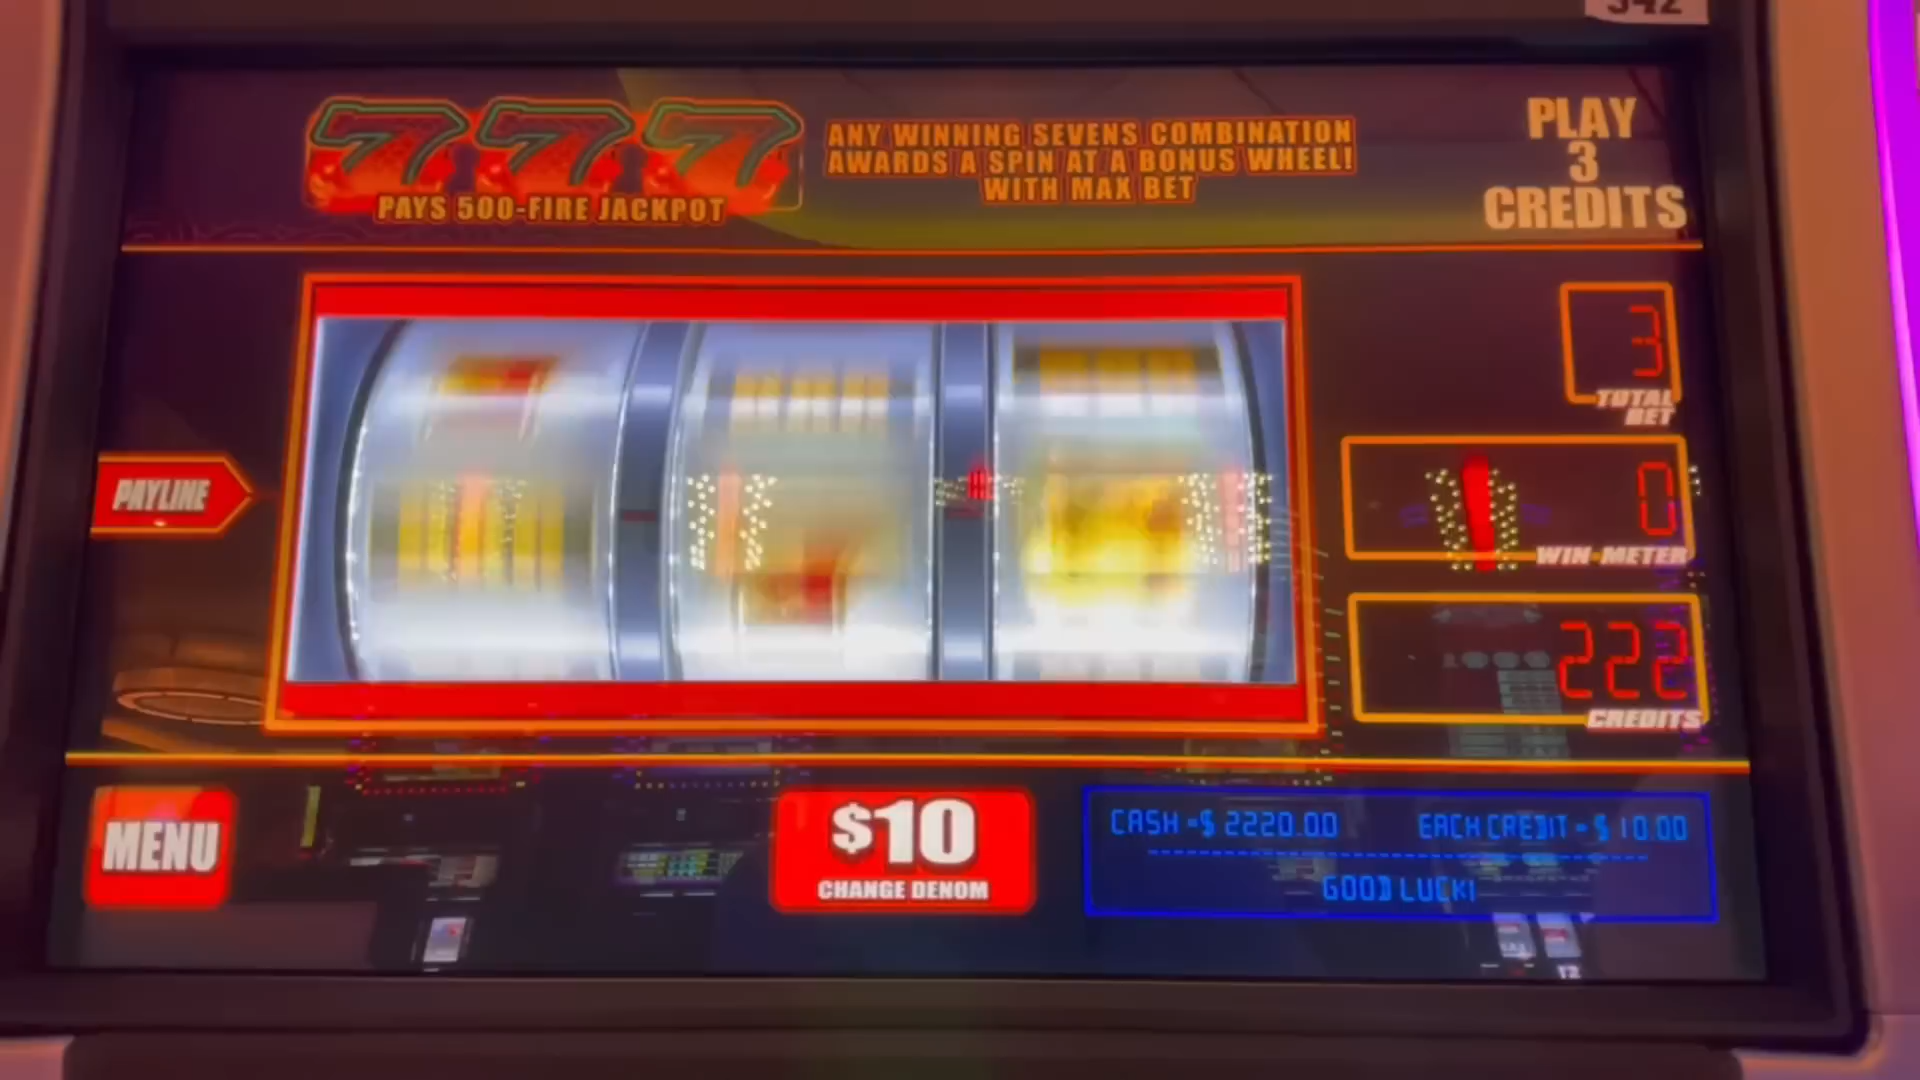 777
PAYS 500-FIRE JACKPOT
ANY WINNING SEVENS COMBINATION
AWARDS A SPIN AT A BONUS WHEEL!
WITH MAX BET
PLAY
3
CREDITS
3
TOTAL
BET
PAYLINE
0
WIN METER
222
CREDITS
MENU
$10
CHANGE DENOM
CASH =$ 2220.00 EACH CREDIT = $ 10.00
GOOD LUCK!